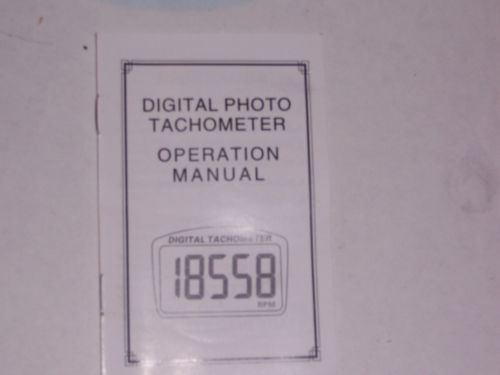 DIGITAL PHOTO
TACHOMETER
OPERATION
MANUAL
DIGITAL TACHOMETER
18558
RPM